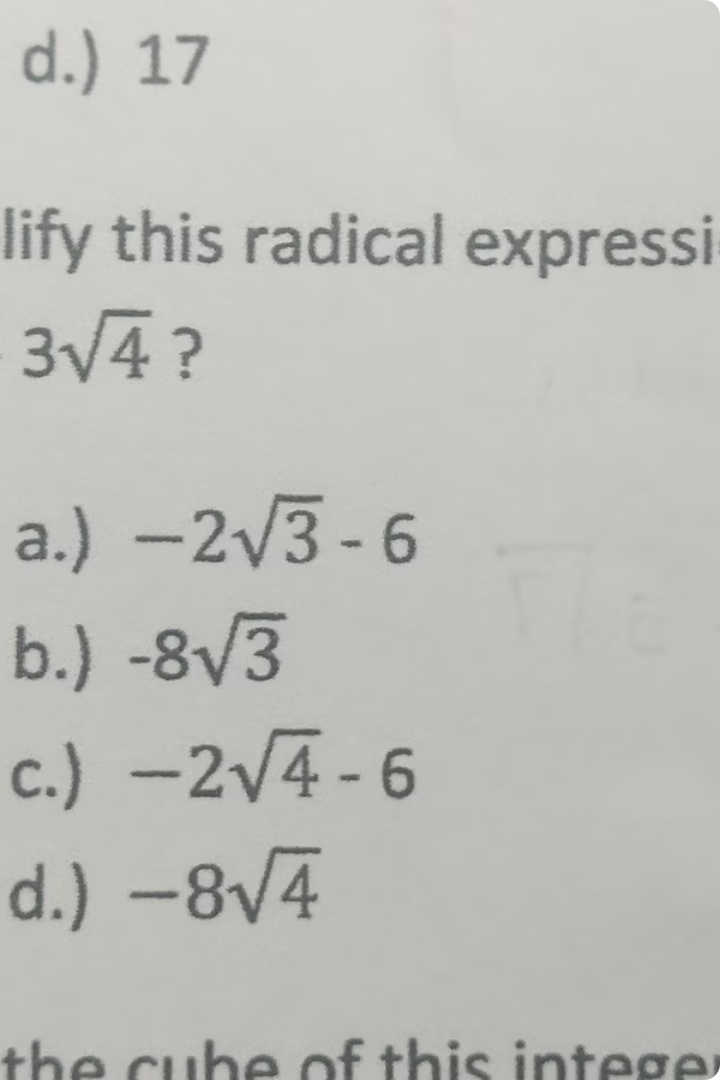 d.) 17
lify this radical expressi
3√4 ?
a.) −2√3 - 6
b.) -8√3
c.) −2√4 - 6
d.) −8√4
the cube of this integer